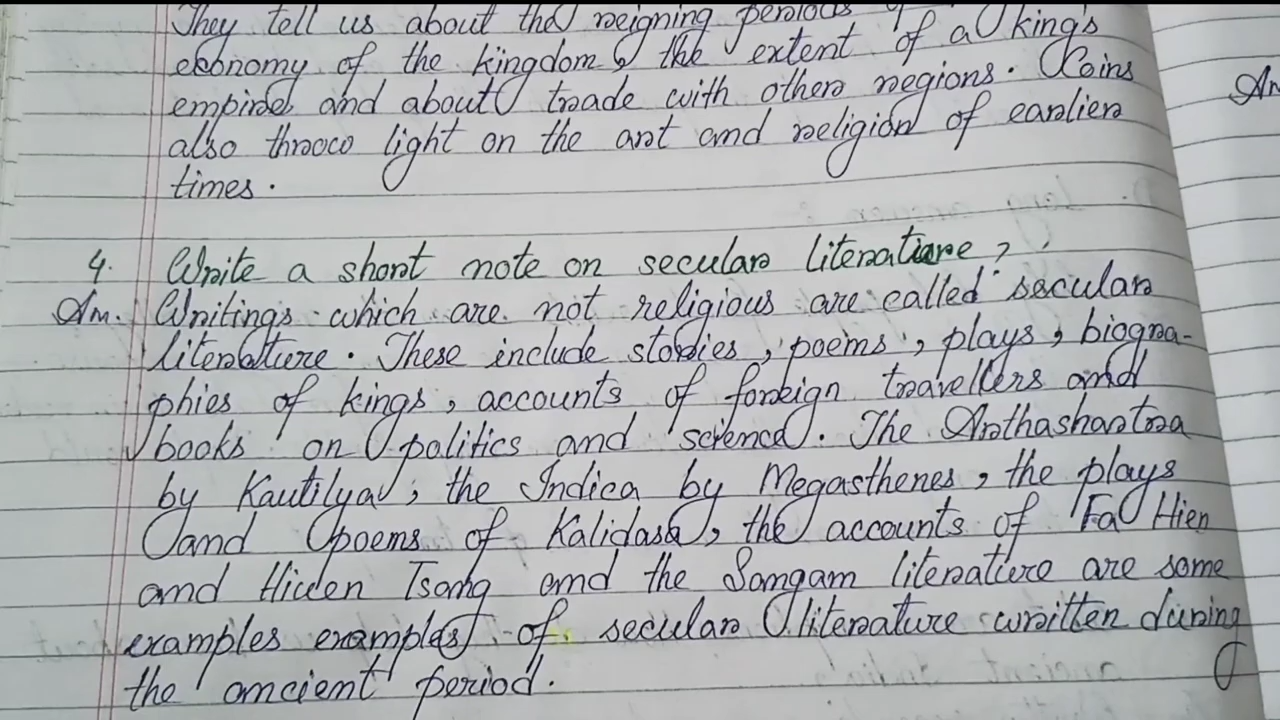 They tell us about the reigning periods of
economy of the kingdom, the extent of a king's
empire, and about trade with other regions. Coins
also throw light on the art and religion of earlier
times.
An
4. Write a short note on secular literature?
Ans. Writings which are not religious are called secular
literature. These include stories, poems, plays, biogra-
phies of kings, accounts of foreign travellers and
books on politics and science. The Arthashastra
by Kautilya, the Indica by Megasthenes, the plays
and poems of Kalidasa, the accounts of Fa Hien
and Hiuen Tsang and the Sangam literature are some
examples examples of secular literature written during
the ancient period.